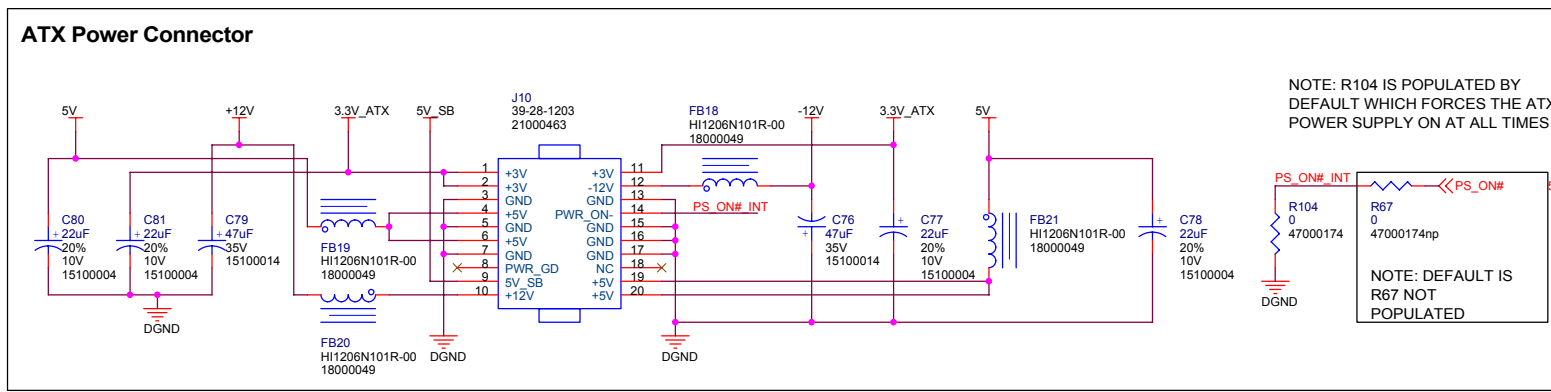 ATX Power Connector
5V
+12V
3.3V_ATX
5V_SB
J10
39-28-1203
21000463
FB18
HI1206N101R-00
18000049
-12V
3.3V_ATX
5V
NOTE: R104 IS POPULATED BY
DEFAULT WHICH FORCES THE ATX
POWER SUPPLY ON AT ALL TIMES
1 +3V
2 +3V
3 GND
4 +5V
5 GND
6 +5V
7 GND
8 PWR_GD
9 5V_SB
10 +12V
+3V 11
-12V 12
GND 13
PWR_ON- 14
GND 15
GND 16
GND 17
NC 18
+5V 19
+5V 20
PS_ON#_INT
C80
22uF
20%
10V
15100004
C81
22uF
20%
10V
15100004
C79
47uF
35V
15100014
FB19
HI1206N101R-00
18000049
FB20
HI1206N101R-00
18000049
DGND
DGND
DGND
C76
47uF
35V
15100014
C77
22uF
20%
10V
15100004
FB21
HI1206N101R-00
18000049
C78
22uF
20%
10V
15100004
PS_ON#_INT
PS_ON#
R104
0
47000174
DGND
R67
0
47000174np
NOTE: DEFAULT IS
R67 NOT
POPULATED